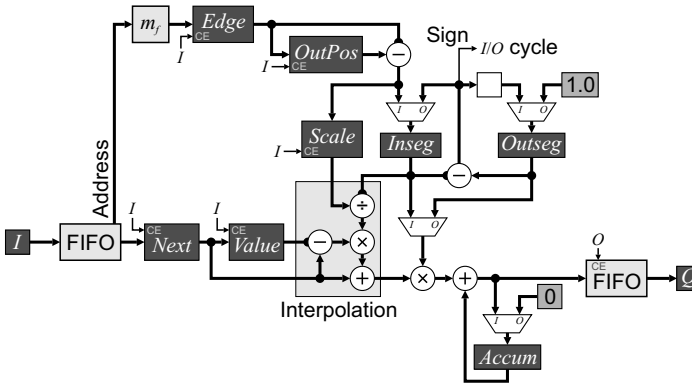 m_f
Edge
CE
I
OutPos
CE
I
−
Sign
I/O cycle
1.0
I O
I O
Scale
CE
I
Inseg
Outseg
−
Address
÷
I O
I
FIFO
I
CE
Next
I
CE
Value
−
×
+
×
+
Interpolation
O
CE
FIFO
Q
0
I O
Accum